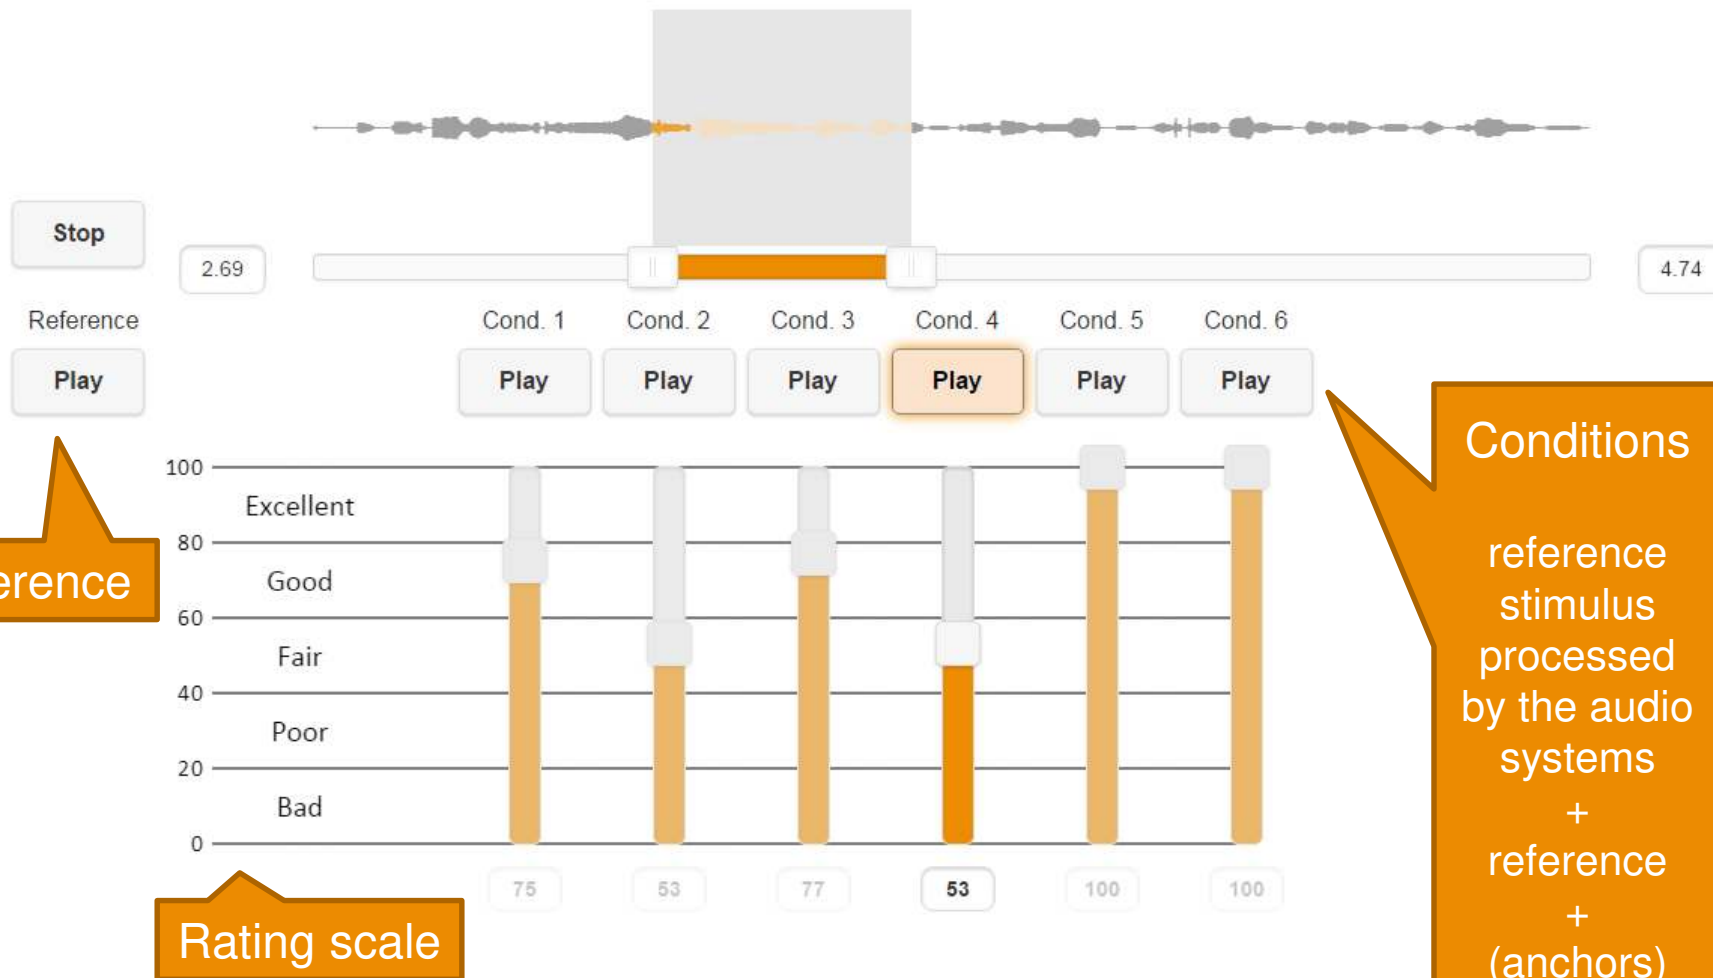 Stop
2.69
4.74
Reference
Cond. 1 Cond. 2 Cond. 3 Cond. 4 Cond. 5 Cond. 6
Play
Play Play Play Play Play Play
100
Excellent
80
Good
60
Fair
40
Poor
20
Bad
0
75 53 77 53 100 100
erence
Rating scale
Conditions
reference
stimulus
processed
by the audio
systems
+
reference
+
(anchors)